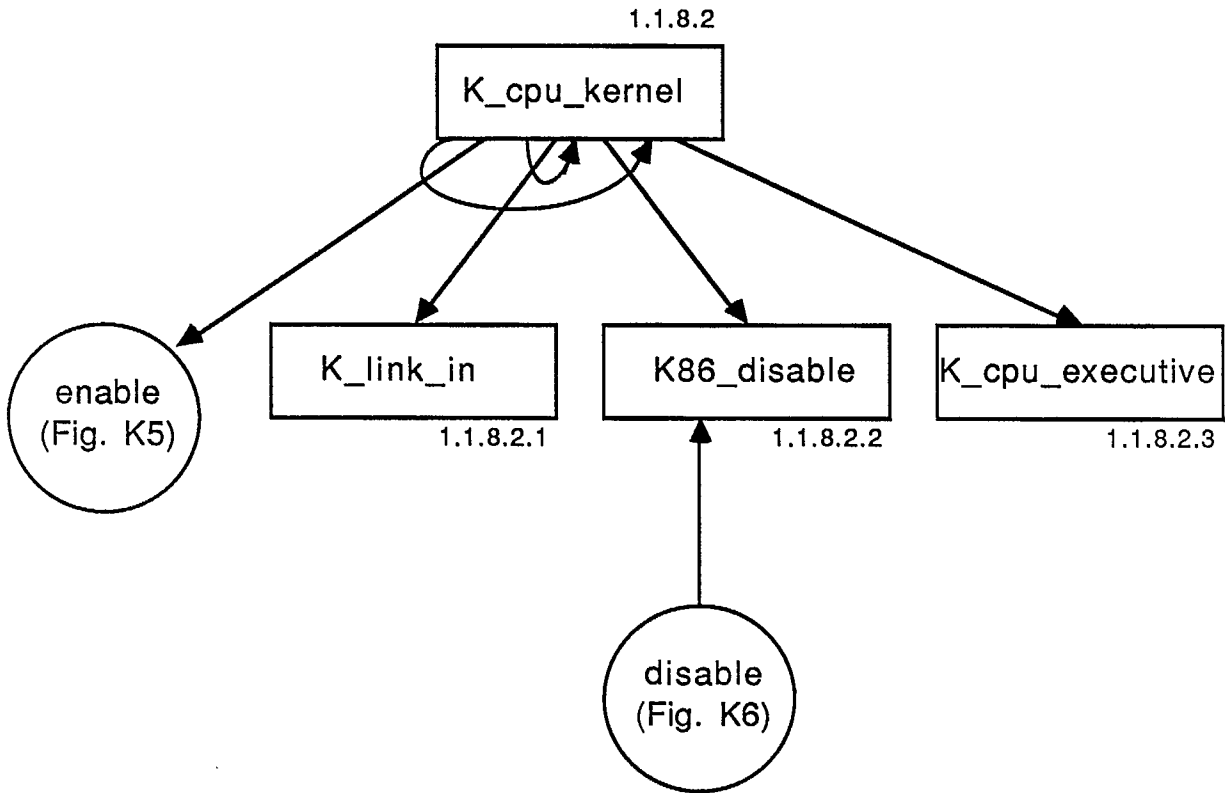 1.1.8.2
K_cpu_kernel
enable
(Fig. K5)
K_link_in
1.1.8.2.1
K86_disable
1.1.8.2.2
K_cpu_executive
1.1.8.2.3
disable
(Fig. K6)